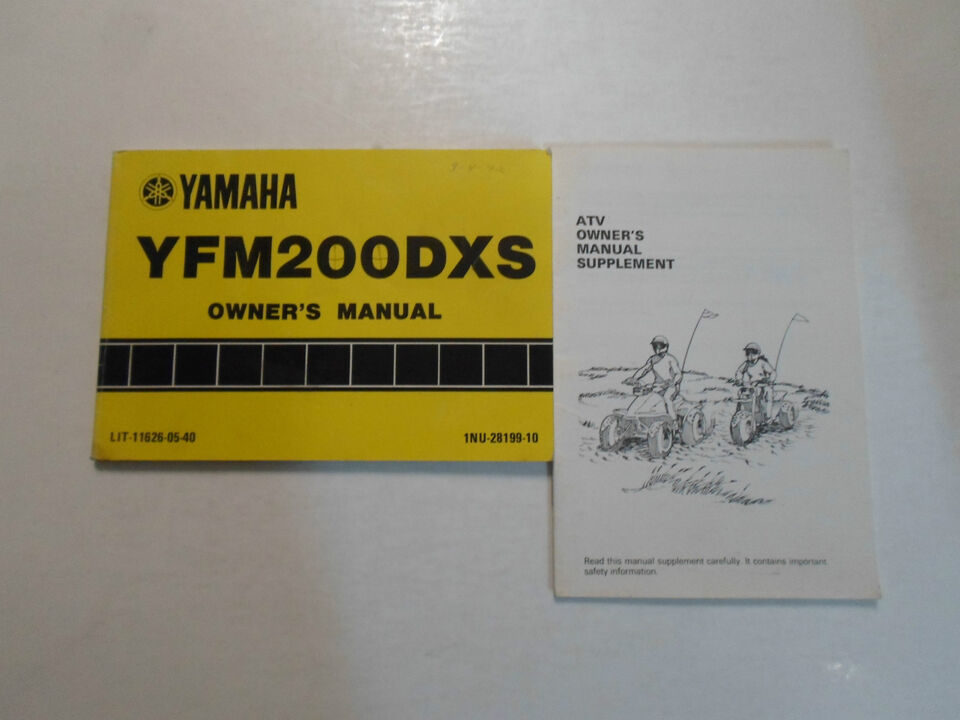 YAMAHA
YFM200DXS
OWNER'S MANUAL
LIT-11626-05-40
1NU-28199-10
ATV
OWNER'S
MANUAL
SUPPLEMENT
Read this manual supplement carefully. It contains important
safety information.